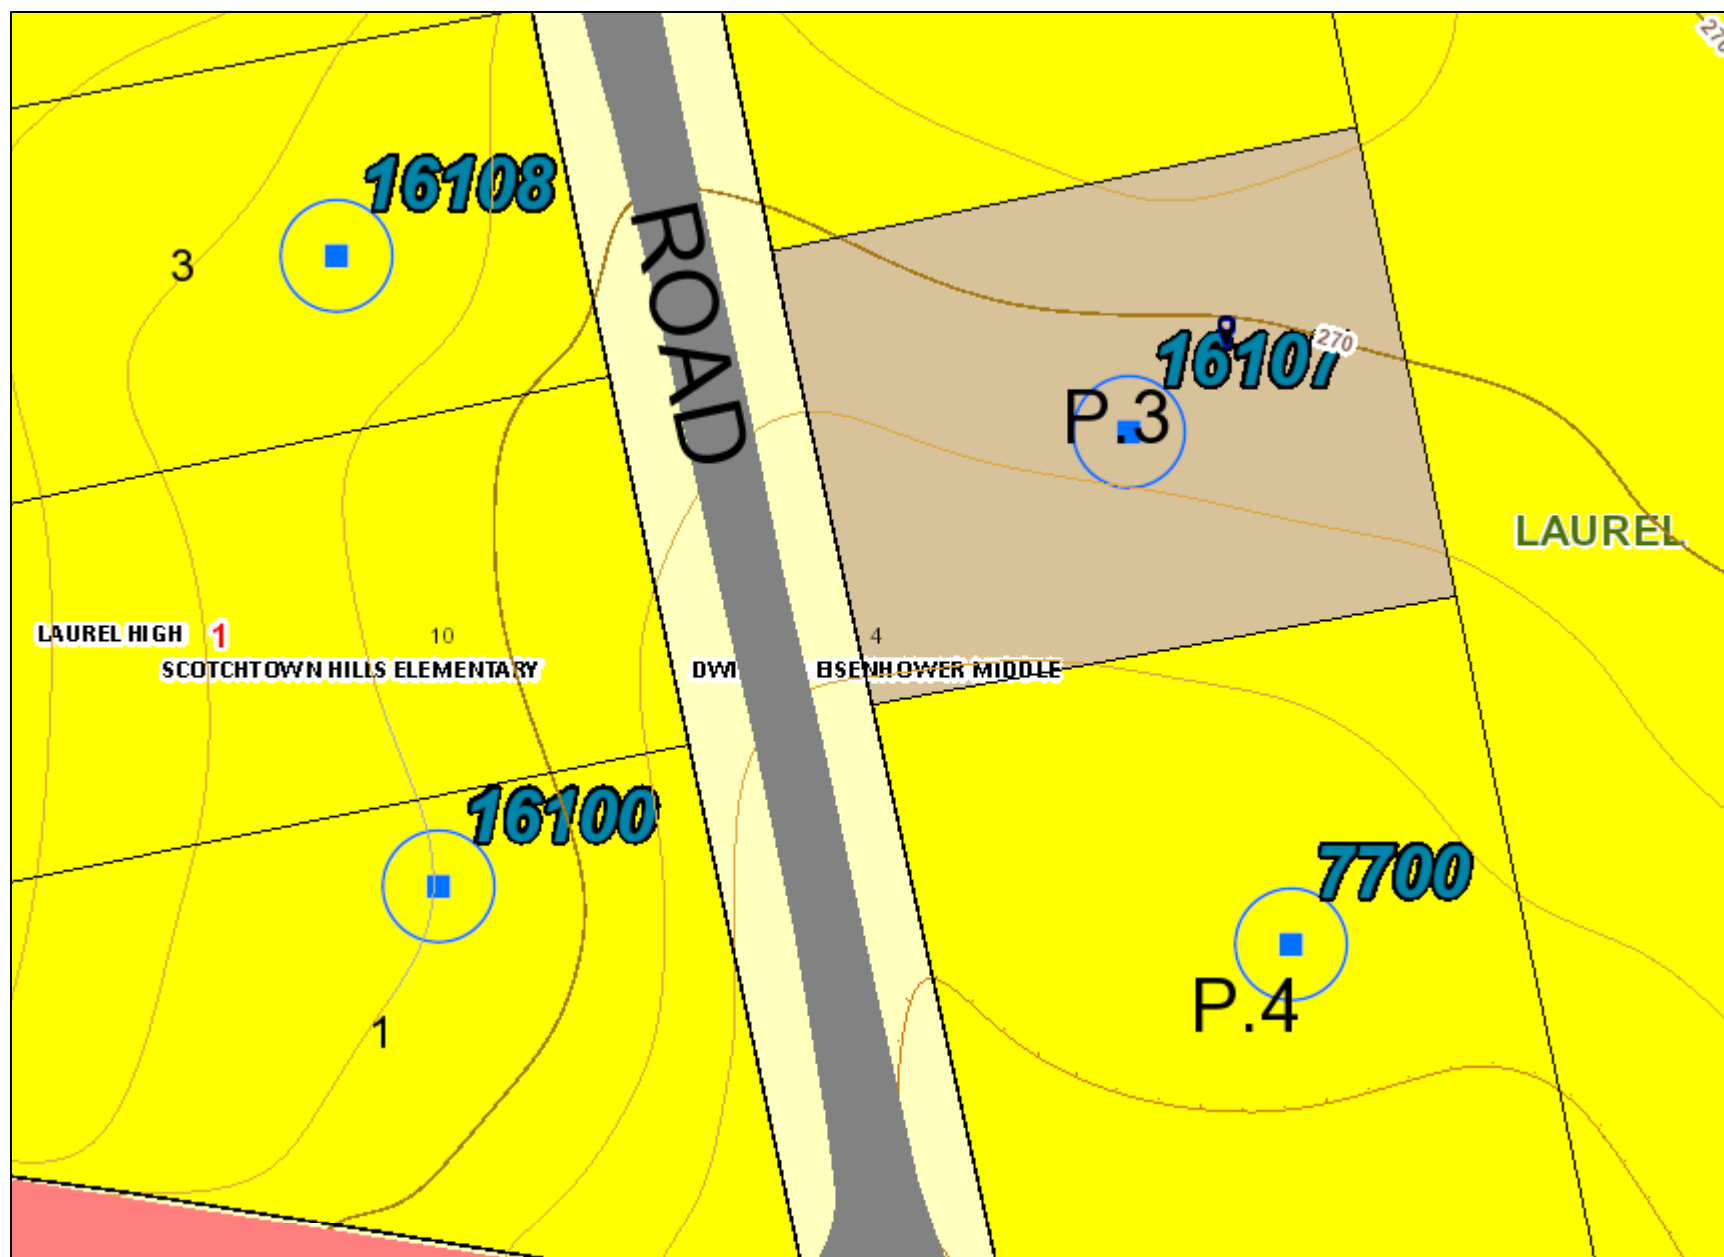 270
16108
3
ROAD
16107
270
P.3
LAUREL
LAUREL HIGH 1
10
4
SCOTCHTOWN HILLS ELEMENTARY
DWI
EISENHOWER MIDDLE
16100
7700
P.4
1